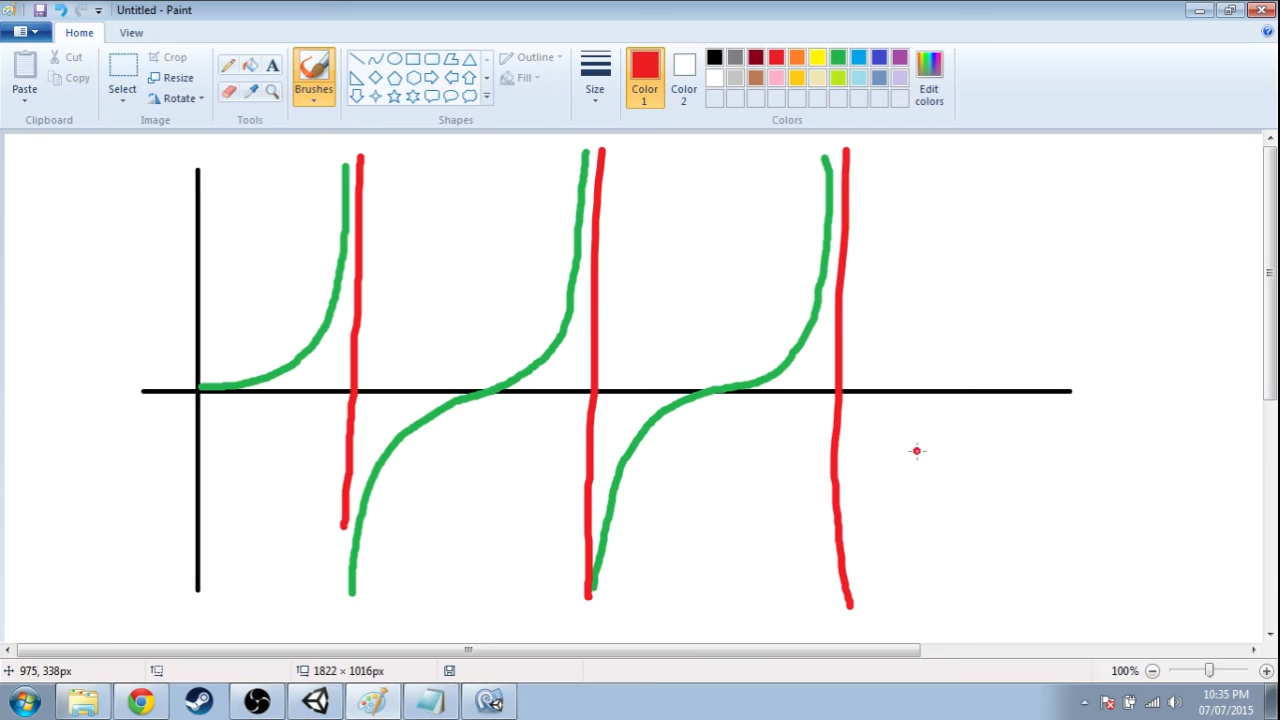 Untitled - Paint
Home View
Cut
Copy
Paste
Clipboard
Select
Crop
Resize
Rotate
Image
A
Tools
Brushes
Outline
Fill
Shapes
Size
Color 1
Color 2
Edit colors
Colors
975, 338px
1822 × 1016px
100%
10:35 PM
07/07/2015